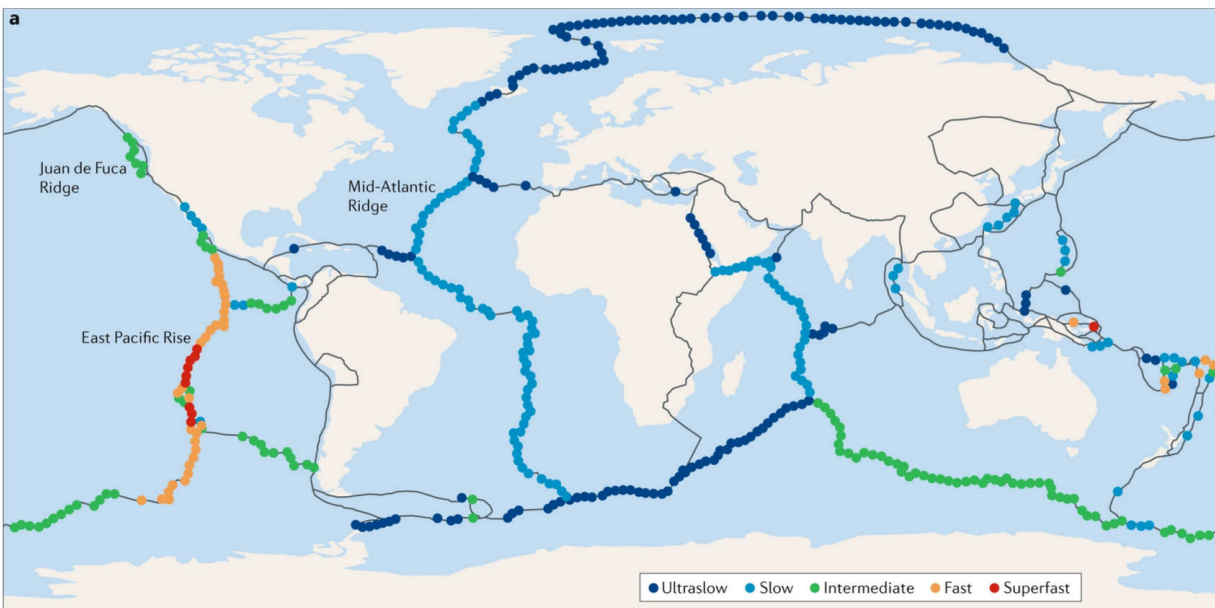 a
Juan de Fuca
Ridge
Mid-Atlantic
Ridge
East Pacific Rise
Ultraslow
Slow
Intermediate
Fast
Superfast